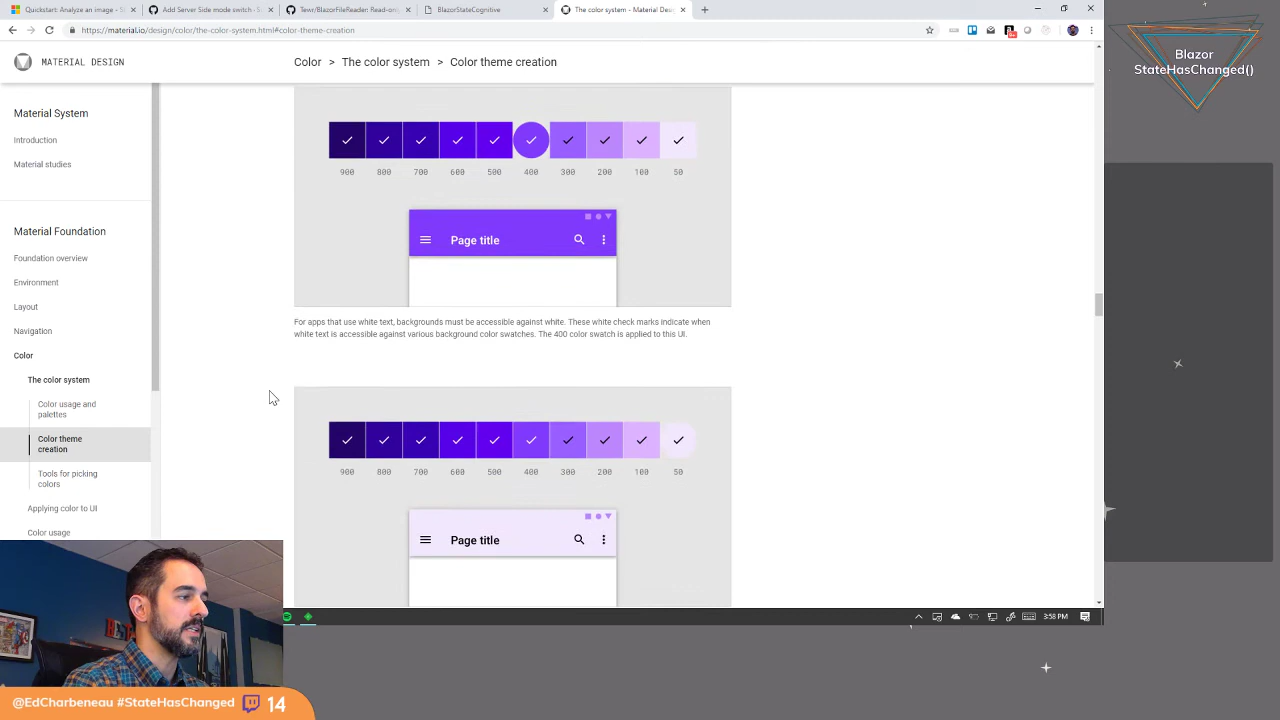 Quickstart: Analyze an image - S
Add Server Side mode switch · S
Tewr/BlazorFileReader: Read-on
BlazorStateCognitive
The color system - Material Des
https://material.io/design/color/the-color-system.html#color-theme-creation
MATERIAL DESIGN
Color > The color system > Color theme creation
Blazor
StateHasChanged()
Material System
Introduction
Material studies
Material Foundation
Foundation overview
Environment
Layout
Navigation
Color
The color system
Color usage and
palettes
Color theme
creation
Tools for picking
colors
Applying color to UI
Color usage
900 800 700 600 500 400 300 200 100 50
Page title
For apps that use white text, backgrounds must be accessible against white. These white check marks indicate when
white text is accessible against various background color swatches. The 400 color swatch is applied to this UI.
900 800 700 600 500 400 300 200 100 50
Page title
3:58 PM
@EdCharbeneau #StateHasChanged 14